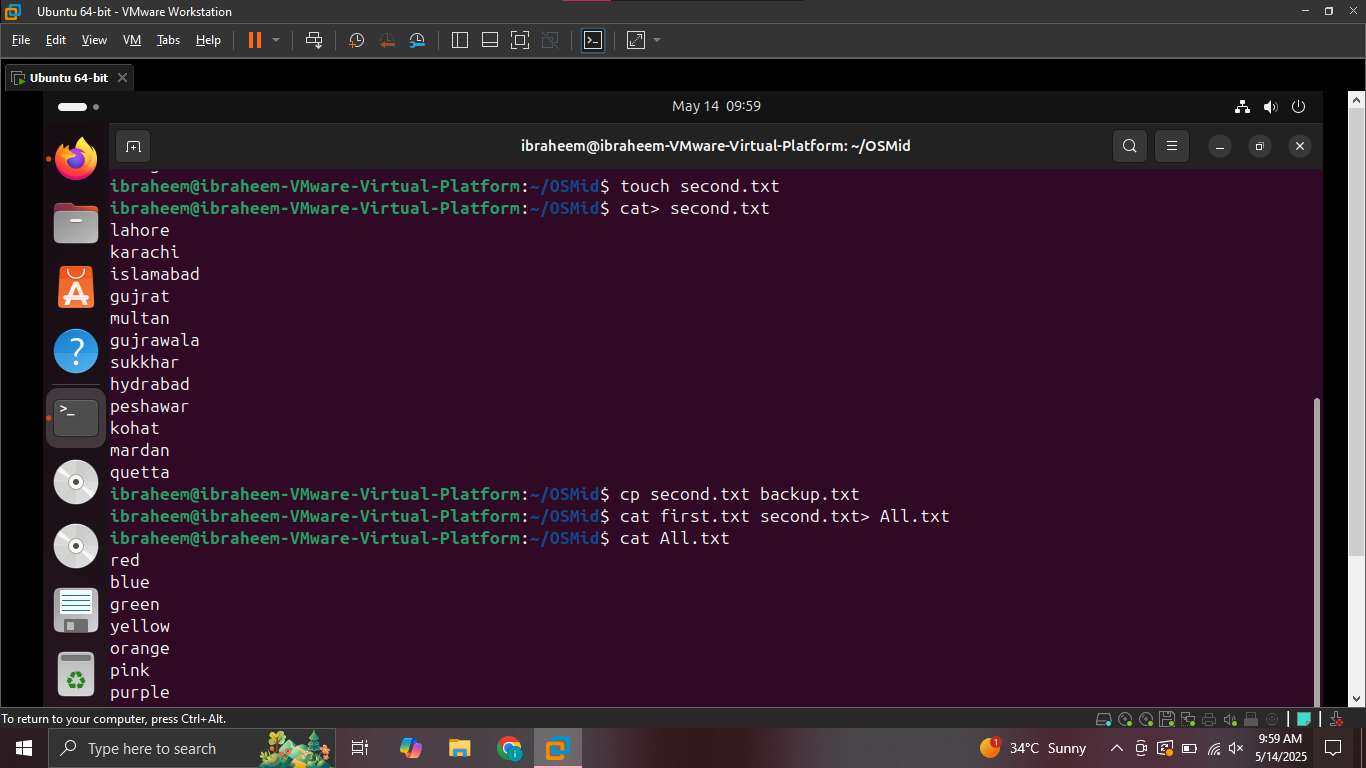 Ubuntu 64-bit - VMware Workstation
File Edit View VM Tabs Help
Ubuntu 64-bit
May 14 09:59
ibraheem@ibraheem-VMware-Virtual-Platform: ~/OSMid
ibraheem@ibraheem-VMware-Virtual-Platform:~/OSMid$ touch second.txt
ibraheem@ibraheem-VMware-Virtual-Platform:~/OSMid$ cat> second.txt
lahore
karachi
islamabad
gujrat
multan
gujrawala
sukkhar
hydrabad
peshawar
kohat
mardan
quetta
ibraheem@ibraheem-VMware-Virtual-Platform:~/OSMid$ cp second.txt backup.txt
ibraheem@ibraheem-VMware-Virtual-Platform:~/OSMid$ cat first.txt second.txt> All.txt
ibraheem@ibraheem-VMware-Virtual-Platform:~/OSMid$ cat All.txt
red
blue
green
yellow
orange
pink
purple
To return to your computer, press Ctrl+Alt.
Type here to search
1
34°C Sunny
9:59 AM
5/14/2025